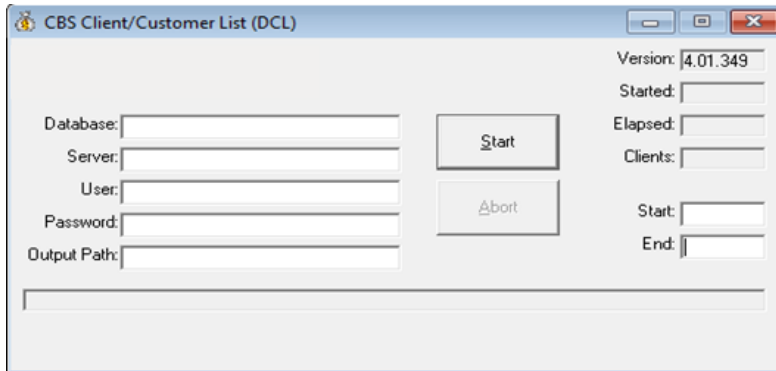 CBS Client/Customer List (DCL)
Version: 4.01.349
Started:
Database:
Start
Elapsed:
Server:
Clients:
User:
Abort
Start:
Password:
End:
Output Path: